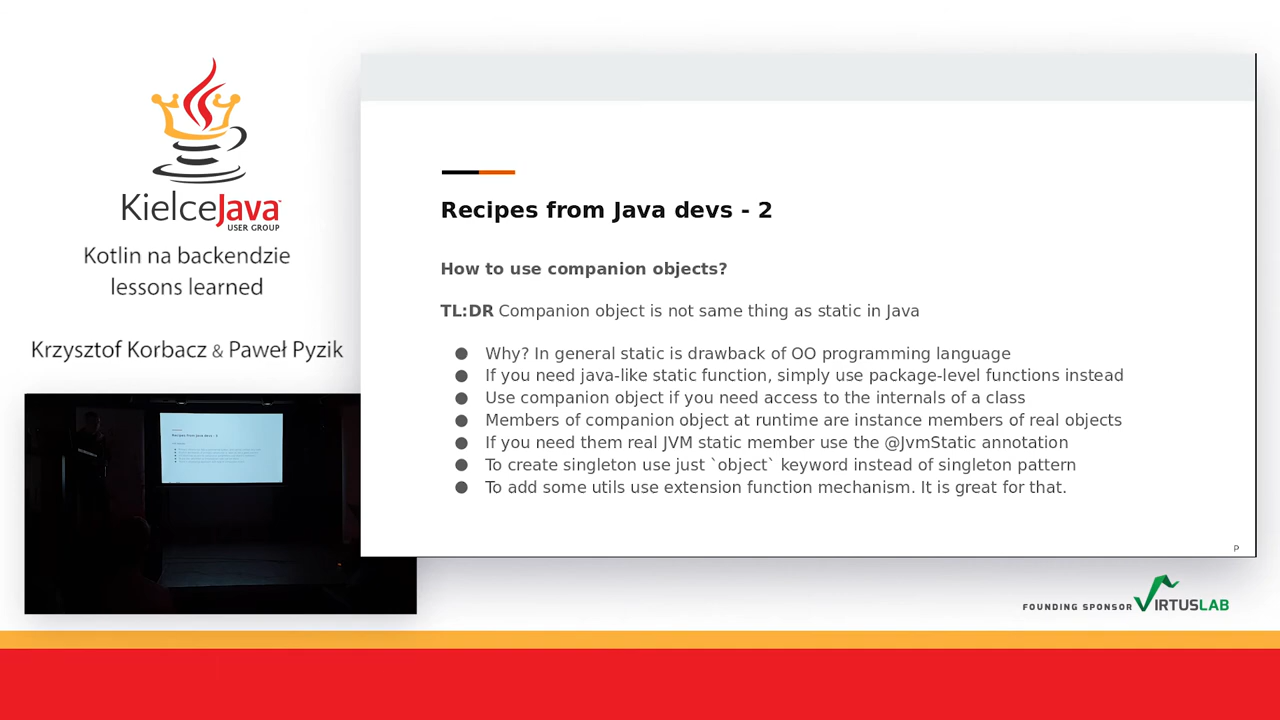 KielceJava
USER GROUP
Kotlin na backendzie
lessons learned
Krzysztof Korbacz & Paweł Pyzik
Recipes from Java devs - 2
How to use companion objects?
TL:DR Companion object is not same thing as static in Java
● Why? In general static is drawback of OO programming language
● If you need java-like static function, simply use package-level functions instead
● Use companion object if you need access to the internals of a class
● Members of companion object at runtime are instance members of real objects
● If you need them real JVM static member use the @JvmStatic annotation
● To create singleton use just `object` keyword instead of singleton pattern
● To add some utils use extension function mechanism. It is great for that.
P
Recipes from Java devs - 2
FOUNDING SPONSOR VIRTUSLAB